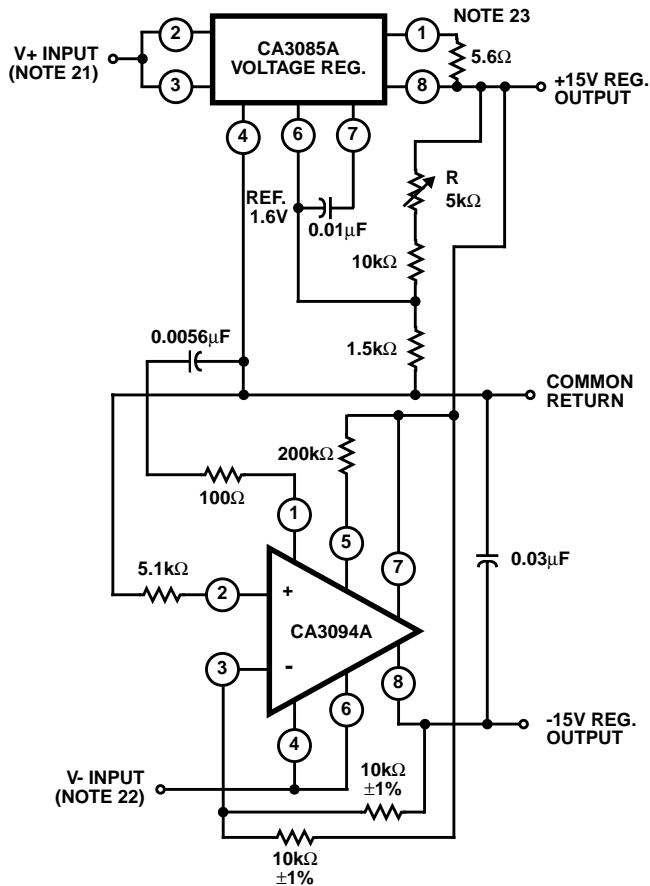 NOTE 23
V+ INPUT
(NOTE 21)
2
3
CA3085A
VOLTAGE REG.
1
8
5.6Ω
+15V REG.
OUTPUT
4
6
7
REF.
1.6V
0.01μF
R
5kΩ
10kΩ
1.5kΩ
0.0056μF
COMMON
RETURN
200kΩ
100Ω
1
5
7
0.03μF
5.1kΩ
2
+
CA3094A
3
-
8
6
4
-15V REG.
OUTPUT
V- INPUT
(NOTE 22)
10kΩ
±1%
10kΩ
±1%